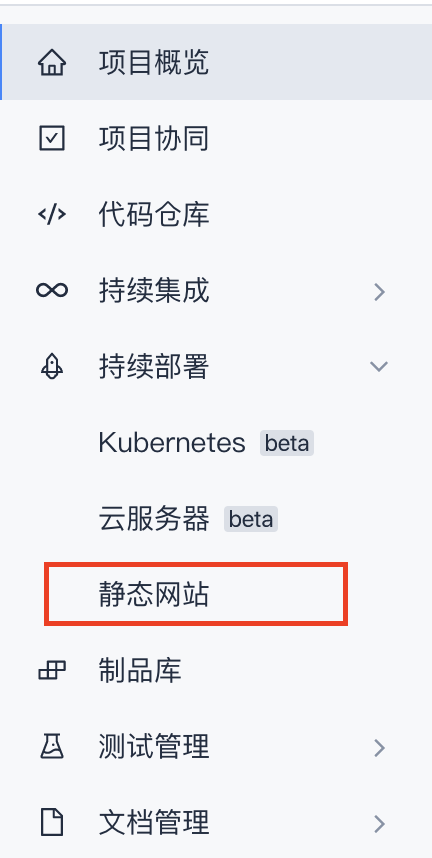 项目概览
项目协同
代码仓库
持续集成
持续部署
Kubernetes beta
云服务器 beta
静态网站
制品库
测试管理
文档管理